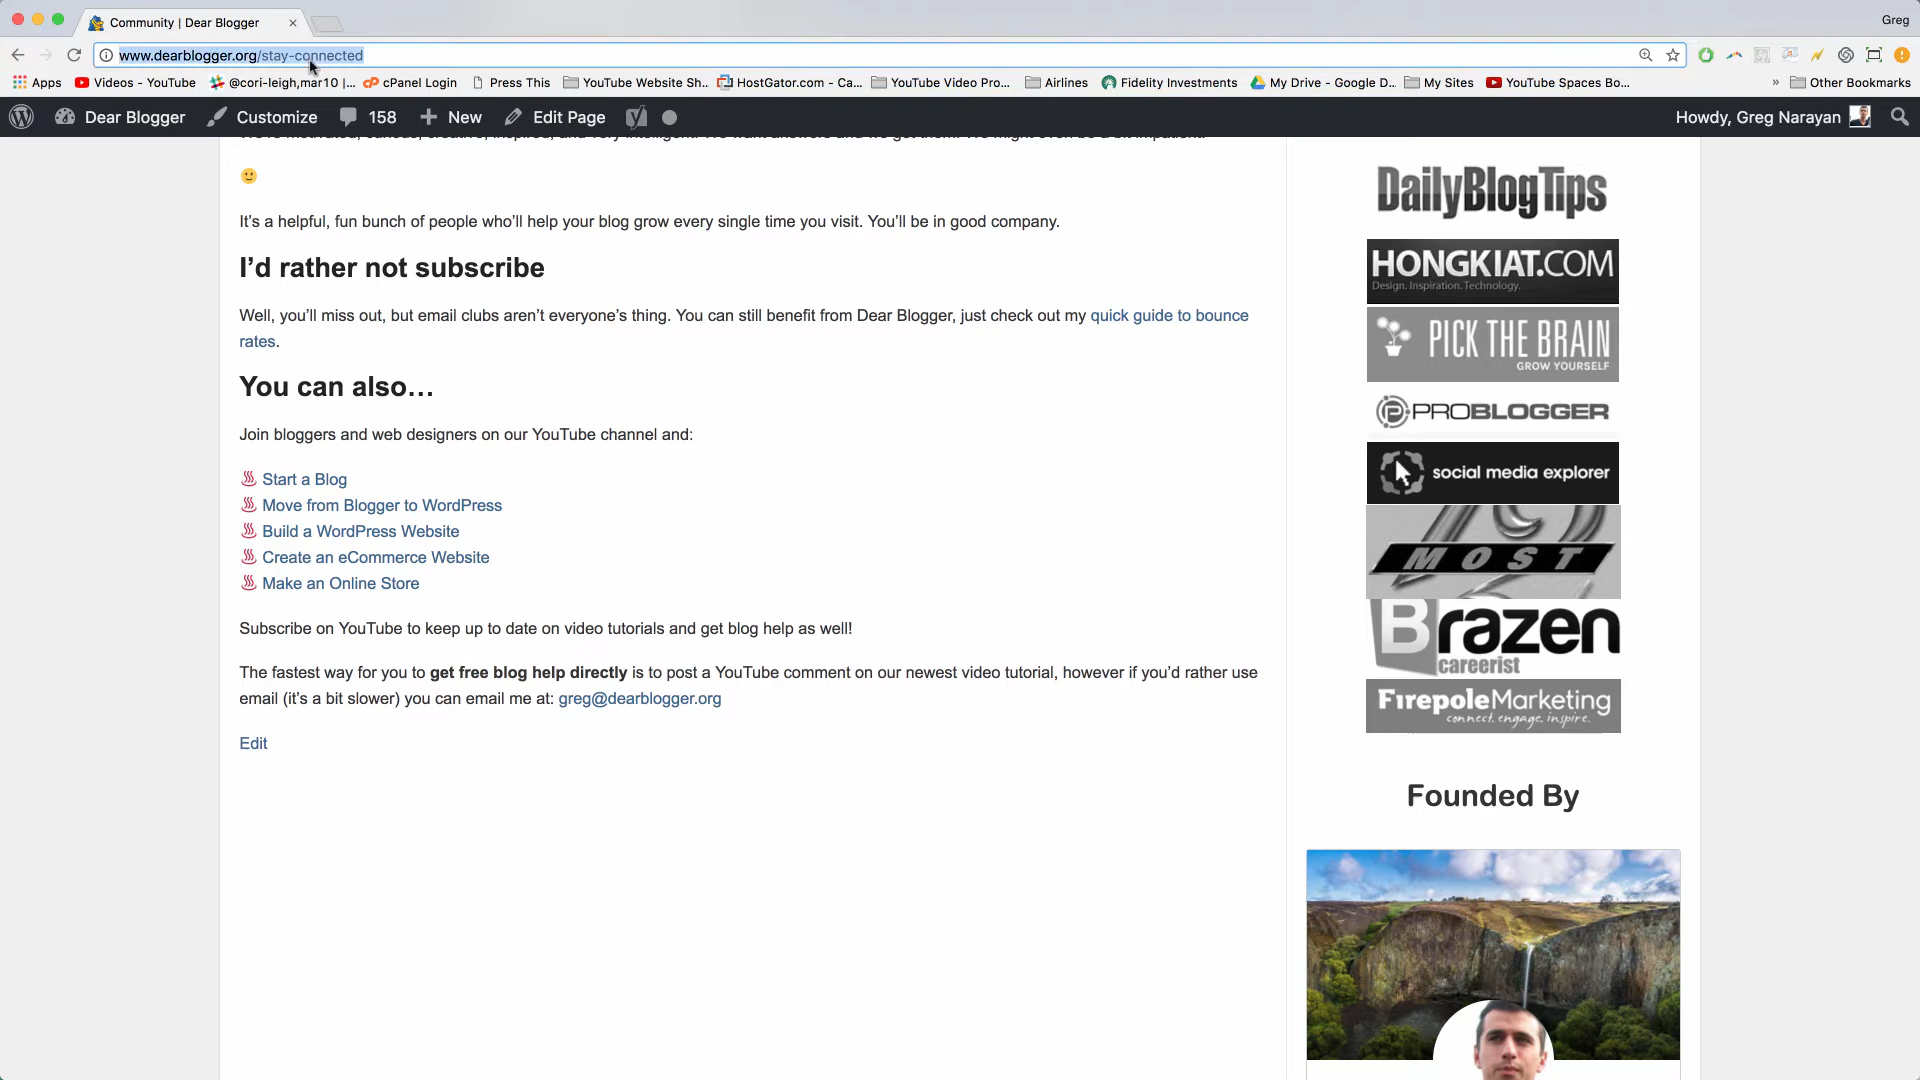 Community | Dear Blogger
Greg
www.dearblogger.org/stay-connected
Apps Videos - YouTube @cori-leigh,mar10 |... cPanel Login Press This YouTube Website Sh... HostGator.com - Ca... YouTube Video Pro... Airlines Fidelity Investments My Drive - Google D... My Sites YouTube Spaces Bo... » Other Bookmarks
Dear Blogger Customize 158 New Edit Page Howdy, Greg Narayan
It’s a helpful, fun bunch of people who’ll help your blog grow every single time you visit. You’ll be in good company.
I’d rather not subscribe
Well, you’ll miss out, but email clubs aren’t everyone’s thing. You can still benefit from Dear Blogger, just check out my quick guide to bounce
rates.
You can also…
Join bloggers and web designers on our YouTube channel and:
Start a Blog
Move from Blogger to WordPress
Build a WordPress Website
Create an eCommerce Website
Make an Online Store
Subscribe on YouTube to keep up to date on video tutorials and get blog help as well!
The fastest way for you to get free blog help directly is to post a YouTube comment on our newest video tutorial, however if you’d rather use
email (it’s a bit slower) you can email me at: greg@dearblogger.org
Edit
DailyBlogTips
HONGKIAT.COM
Design. Inspiration. Technology.
PICK THE BRAIN
GROW YOURSELF
PROBLOGGER
social media explorer
MOST
Brazen
careerist
FirepoleMarketing
connect. engage. inspire.
Founded By